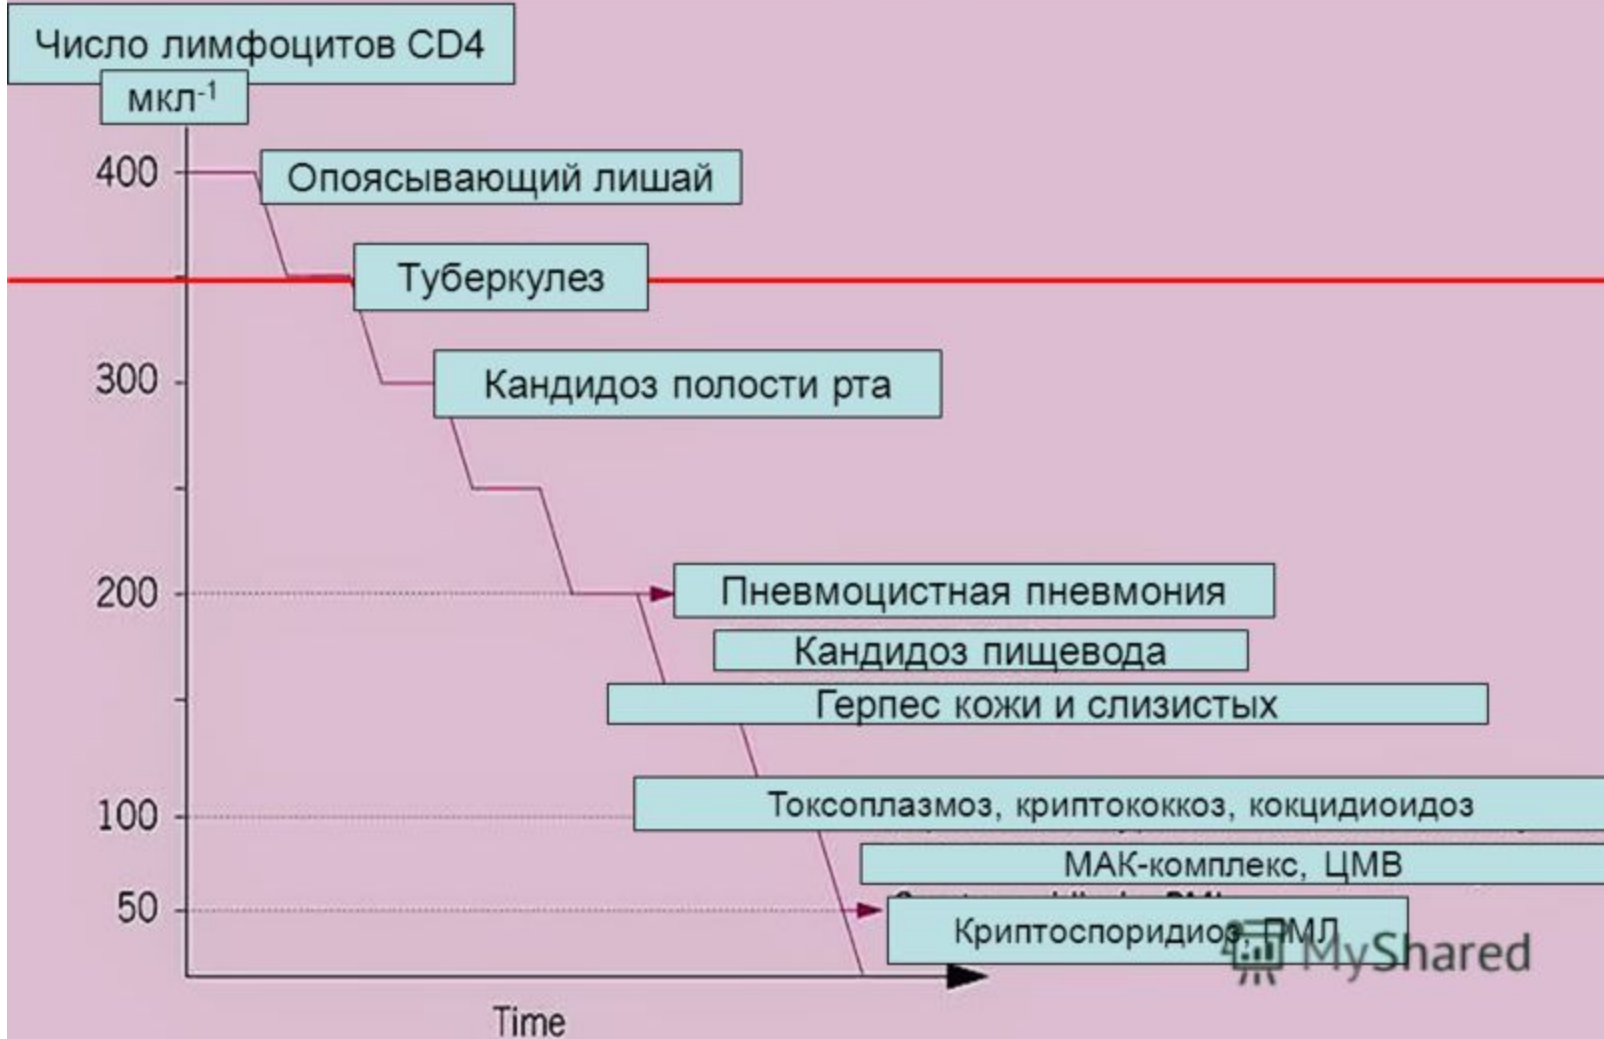 Число лимфоцитов CD4
мкл-1
400
Опоясывающий лишай
Туберкулез
300
Кандидоз полости рта
200
Пневмоцистная пневмония
Кандидоз пищевода
Герпес кожи и слизистых
Токсоплазмоз, криптококкоз, кокцидиоидоз
100
МАК-комплекс, ЦМВ
50
Криптоспоридиоз, ПМЛ
MyShared
Time